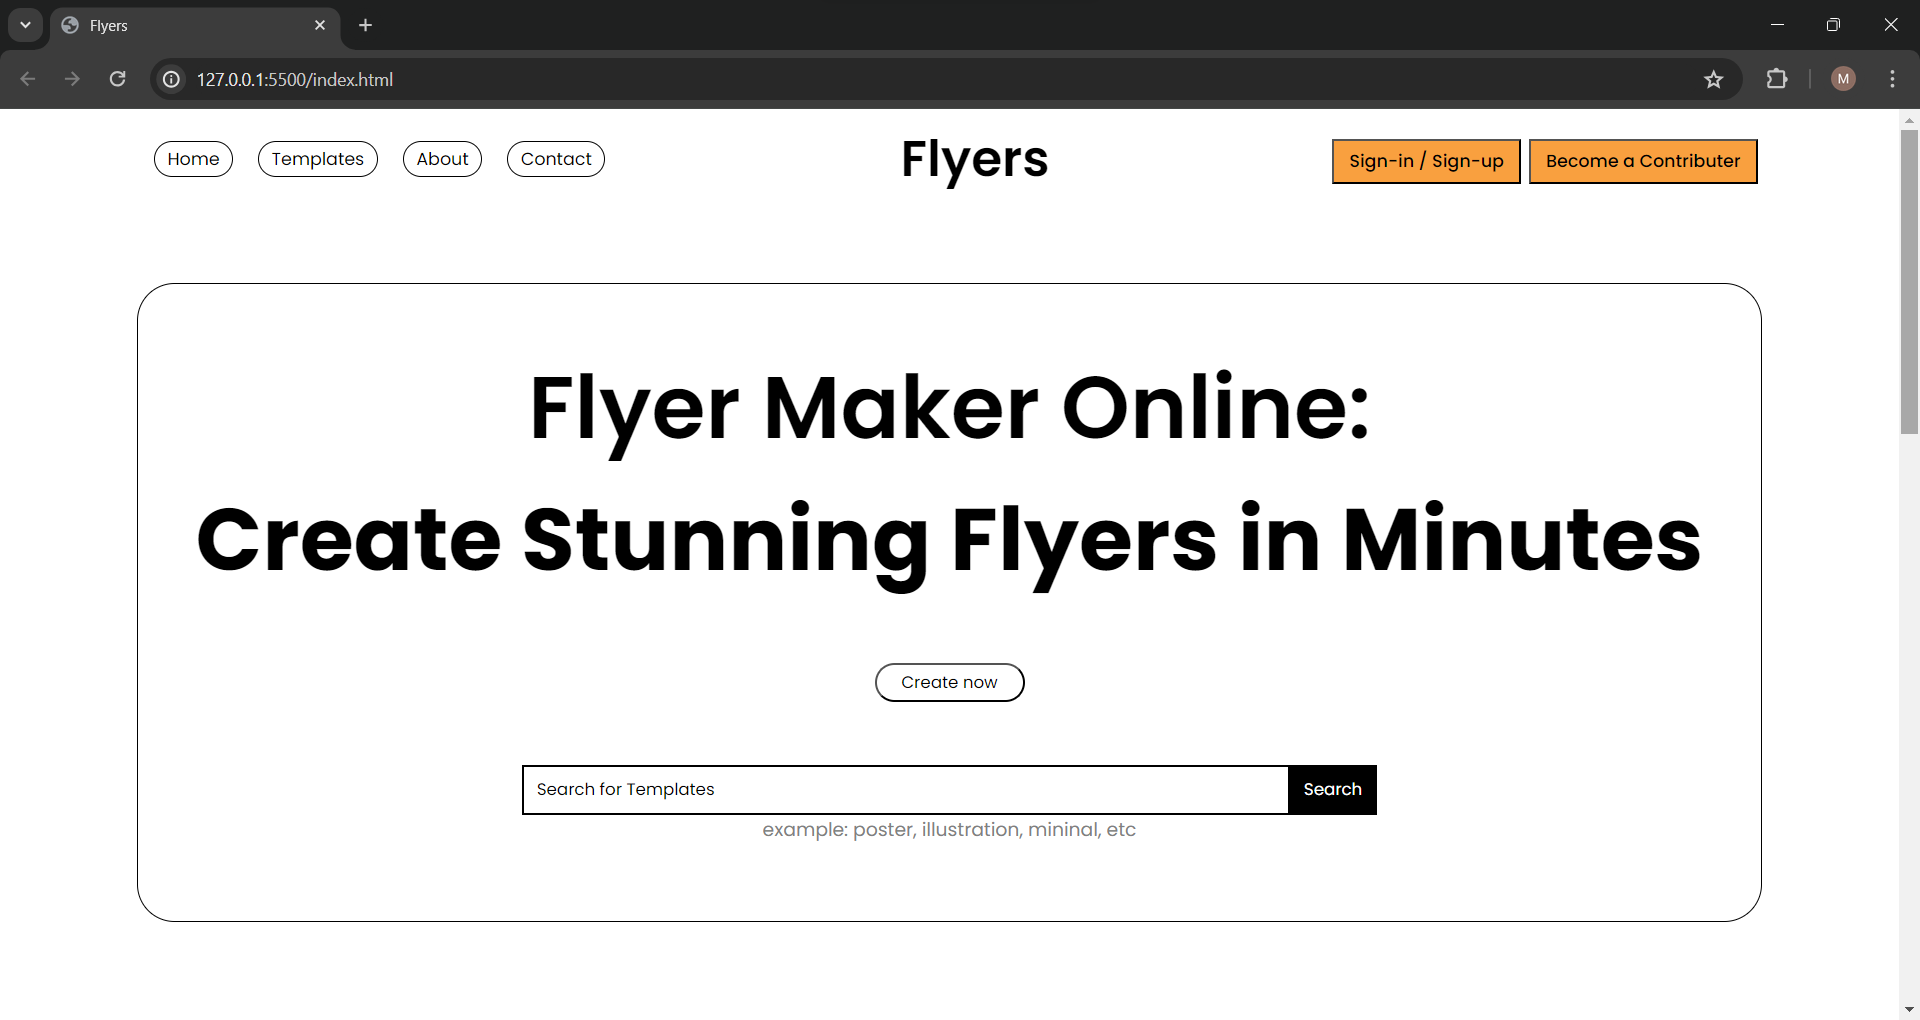 Flyers
127.0.0.1:5500/index.html
M
Home Templates About Contact Flyers Sign-in / Sign-up Become a Contributer
Flyer Maker Online:
Create Stunning Flyers in Minutes
Create now
Search for Templates Search
example: poster, illustration, mininal, etc